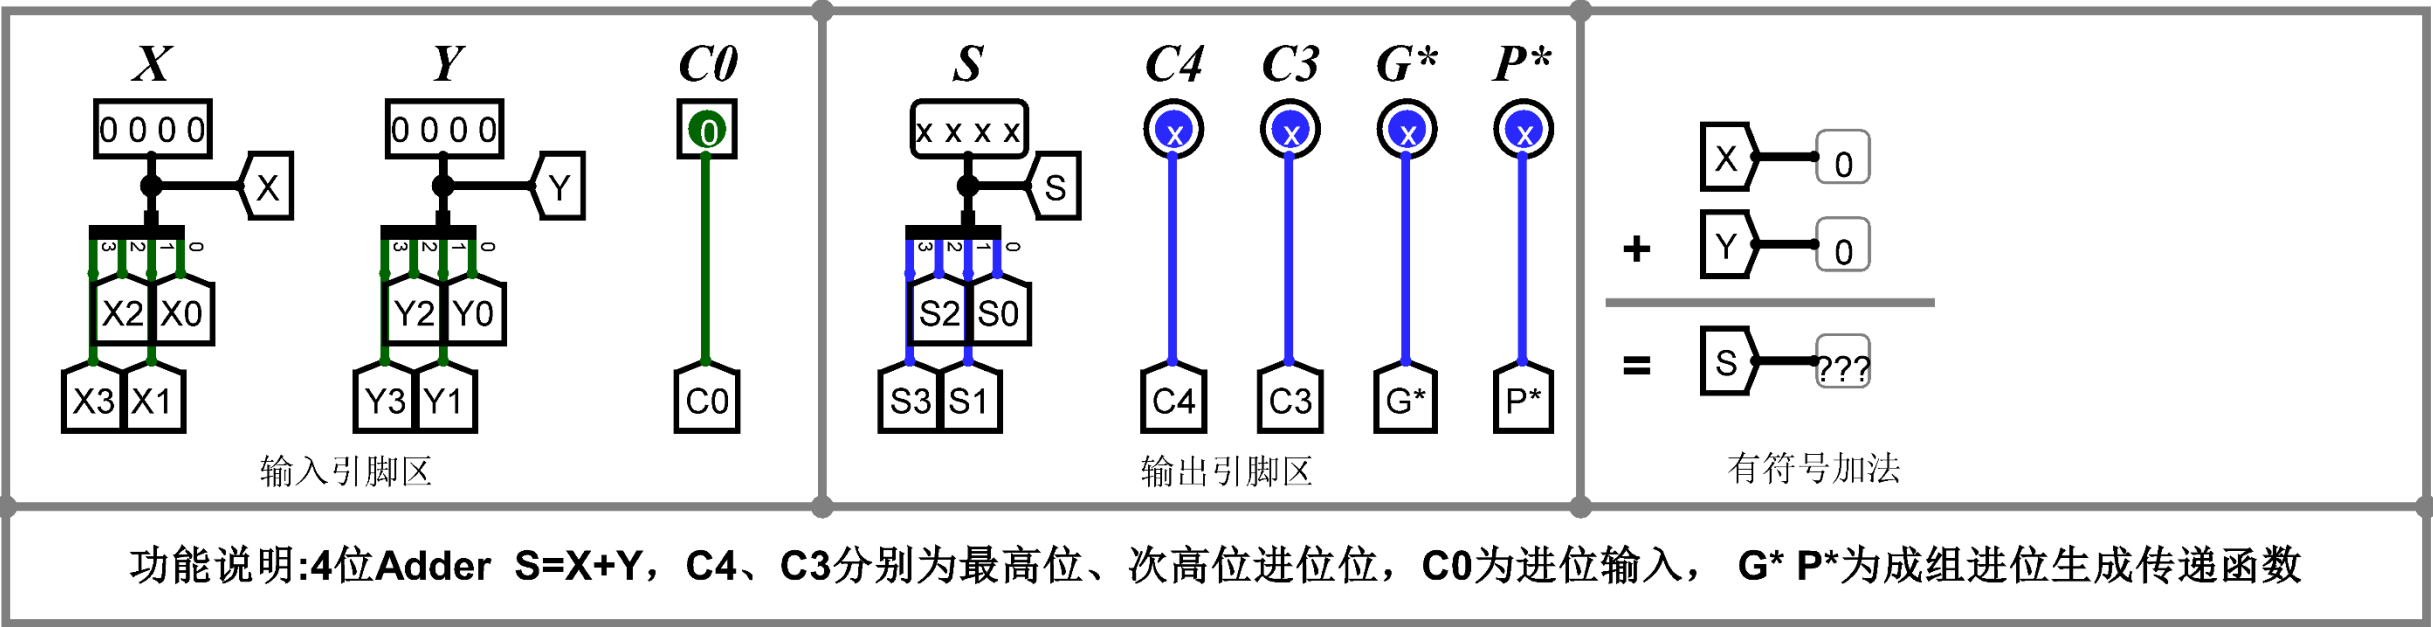 X Y C0 S C4 C3 G* P*
0 0 0 0 0 0 0 0 0 x x x x x x x x
X 0
X Y S
3 2 1 0 3 2 1 0 3 2 1 0
+ Y 0
X2 X0 Y2 Y0 S2 S0
= S ???
X3 X1 Y3 Y1 C0 S3 S1 C4 C3 G* P*
输入引脚区 输出引脚区 有符号加法
功能说明:4位Adder S=X+Y，C4、C3分别为最高位、次高位进位位，C0为进位输入， G* P*为成组进位生成传递函数